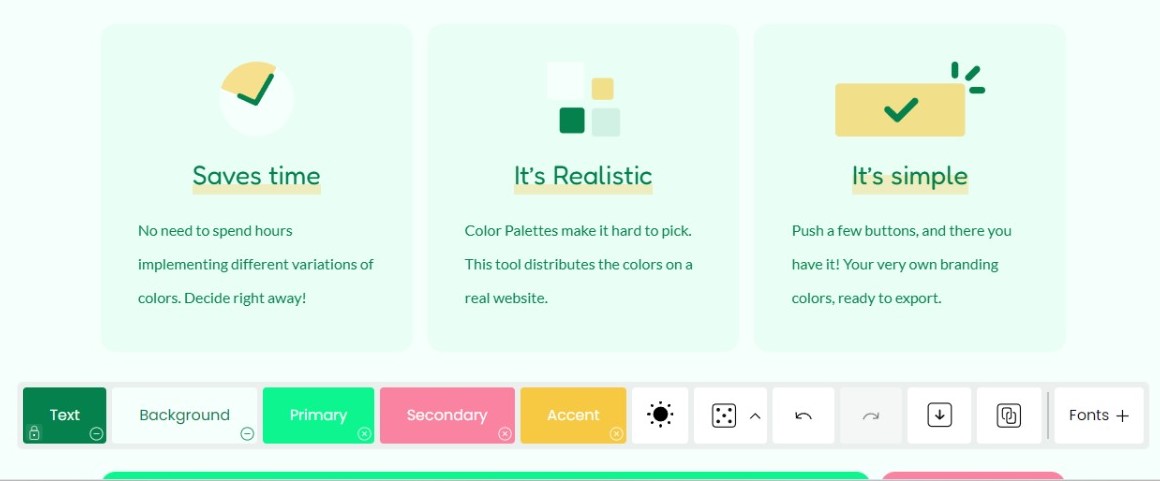 Saves time
No need to spend hours
implementing different variations of
colors. Decide right away!
It's Realistic
Color Palettes make it hard to pick.
This tool distributes the colors on a
real website.
It's simple
Push a few buttons, and there you
have it! Your very own branding
colors, ready to export.
Text
Background
Primary
Secondary
Accent
Fonts